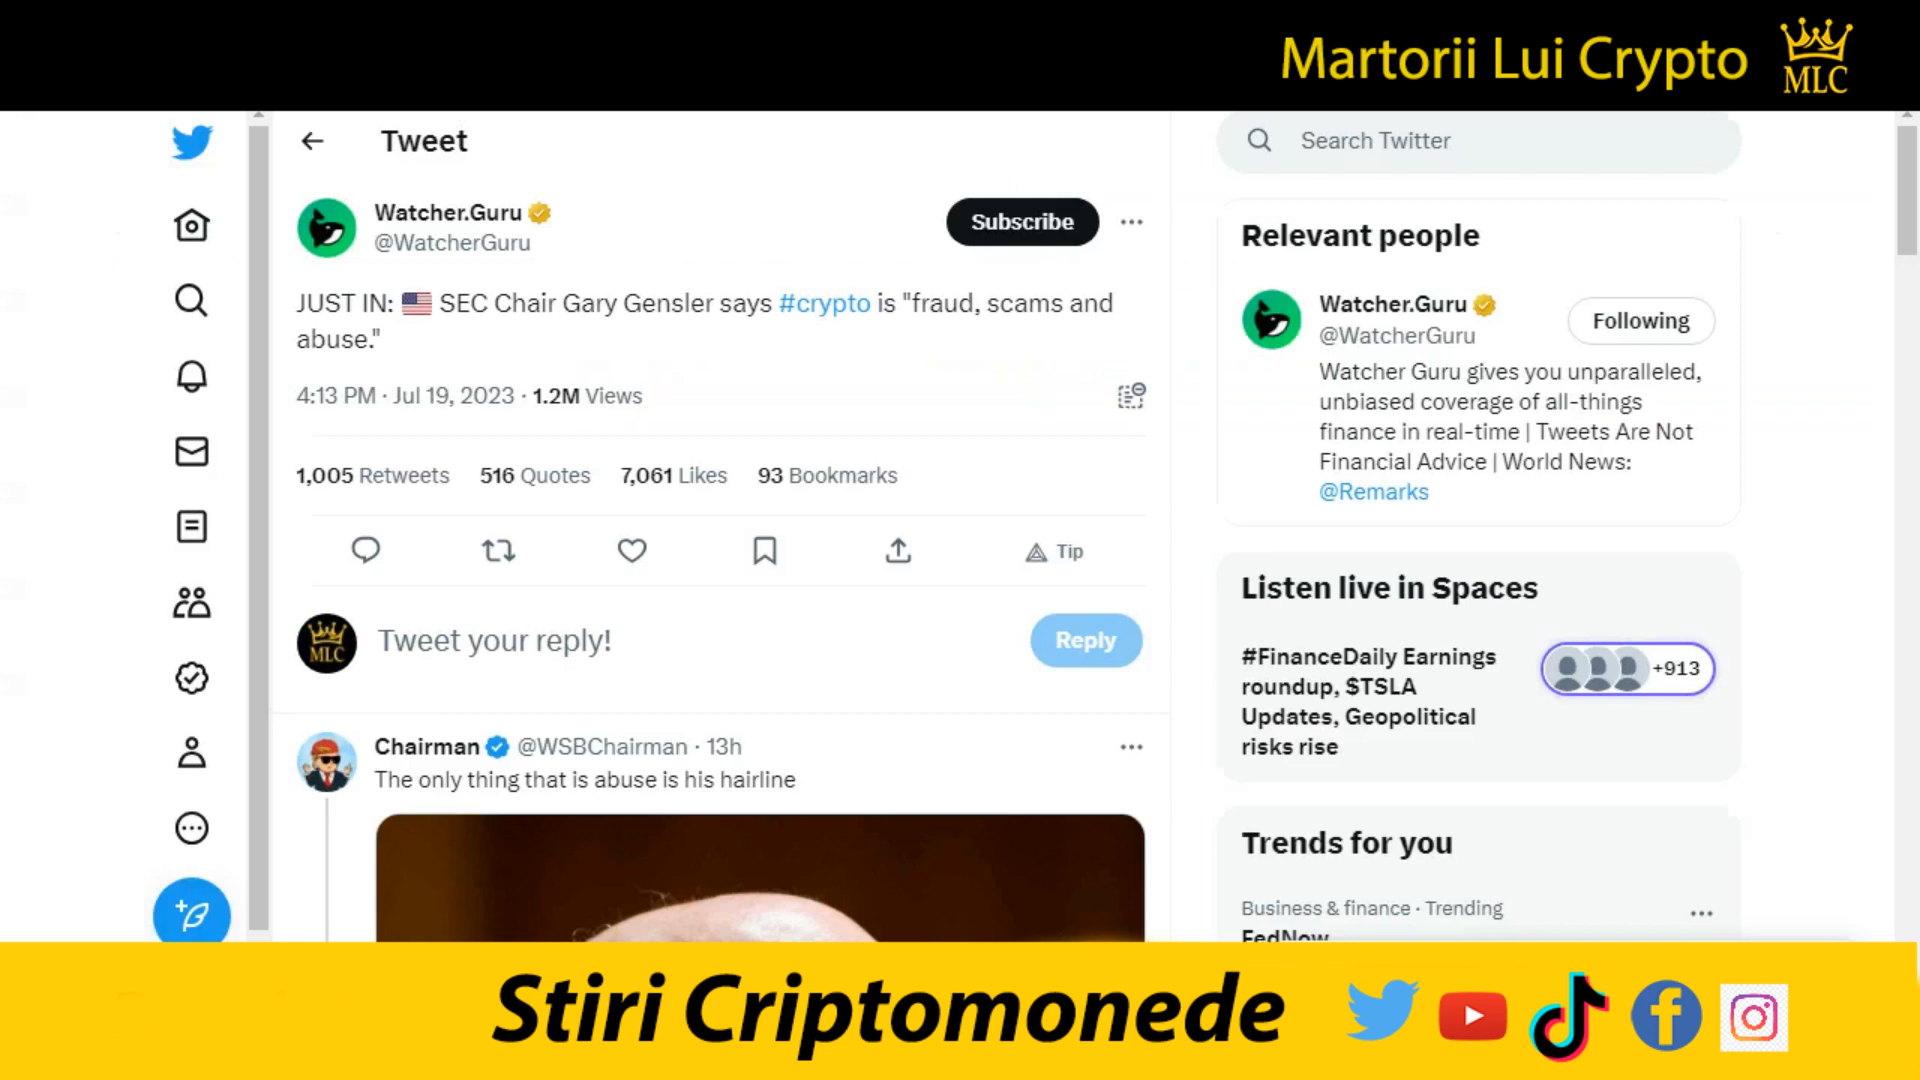 Martorii Lui Crypto
MLC
Tweet
Search Twitter
Watcher.Guru
@WatcherGuru
Subscribe
JUST IN: 🇺🇸 SEC Chair Gary Gensler says #crypto is "fraud, scams and
abuse."
4:13 PM · Jul 19, 2023 · 1.2M Views
1,005 Retweets 516 Quotes 7,061 Likes 93 Bookmarks
Tip
MLC
Tweet your reply!
Reply
Chairman @WSBChairman · 13h
The only thing that is abuse is his hairline
Relevant people
Watcher.Guru
@WatcherGuru
Following
Watcher Guru gives you unparalleled,
unbiased coverage of all-things
finance in real-time | Tweets Are Not
Financial Advice | World News:
@Remarks
Listen live in Spaces
#FinanceDaily Earnings
roundup, $TSLA
Updates, Geopolitical
risks rise
+913
Trends for you
Business & finance · Trending
FedNow
Stiri Criptomonede